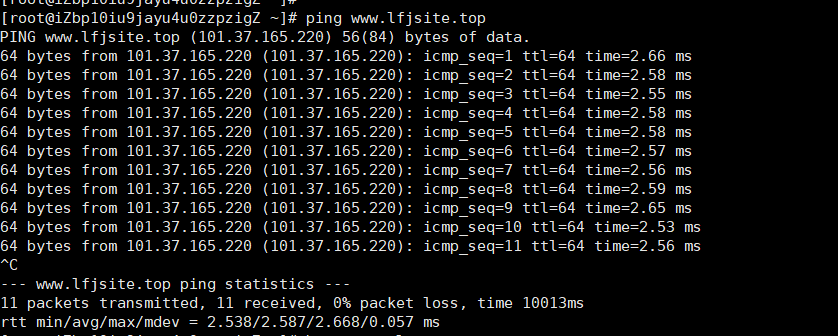 [root@iZbp10iu9jayu4u0zzpzigZ ~]#
[root@iZbp10iu9jayu4u0zzpzigZ ~]# ping www.lfjsite.top
PING www.lfjsite.top (101.37.165.220) 56(84) bytes of data.
64 bytes from 101.37.165.220 (101.37.165.220): icmp_seq=1 ttl=64 time=2.66 ms
64 bytes from 101.37.165.220 (101.37.165.220): icmp_seq=2 ttl=64 time=2.58 ms
64 bytes from 101.37.165.220 (101.37.165.220): icmp_seq=3 ttl=64 time=2.55 ms
64 bytes from 101.37.165.220 (101.37.165.220): icmp_seq=4 ttl=64 time=2.58 ms
64 bytes from 101.37.165.220 (101.37.165.220): icmp_seq=5 ttl=64 time=2.58 ms
64 bytes from 101.37.165.220 (101.37.165.220): icmp_seq=6 ttl=64 time=2.57 ms
64 bytes from 101.37.165.220 (101.37.165.220): icmp_seq=7 ttl=64 time=2.56 ms
64 bytes from 101.37.165.220 (101.37.165.220): icmp_seq=8 ttl=64 time=2.59 ms
64 bytes from 101.37.165.220 (101.37.165.220): icmp_seq=9 ttl=64 time=2.65 ms
64 bytes from 101.37.165.220 (101.37.165.220): icmp_seq=10 ttl=64 time=2.53 ms
64 bytes from 101.37.165.220 (101.37.165.220): icmp_seq=11 ttl=64 time=2.56 ms
^C
--- www.lfjsite.top ping statistics ---
11 packets transmitted, 11 received, 0% packet loss, time 10013ms
rtt min/avg/max/mdev = 2.538/2.587/2.668/0.057 ms